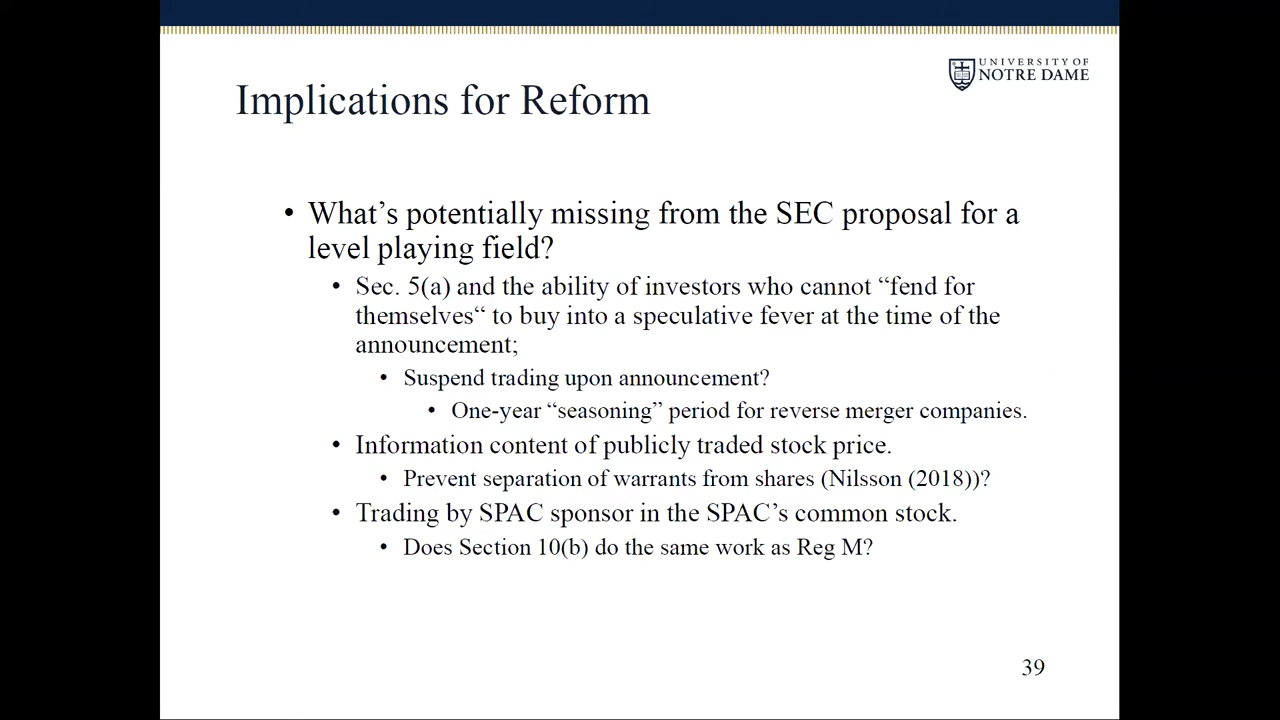 UNIVERSITY OF
NOTRE DAME
Implications for Reform
• What’s potentially missing from the SEC proposal for a
level playing field?
• Sec. 5(a) and the ability of investors who cannot “fend for
themselves“ to buy into a speculative fever at the time of the
announcement;
• Suspend trading upon announcement?
• One-year “seasoning” period for reverse merger companies.
• Information content of publicly traded stock price.
• Prevent separation of warrants from shares (Nilsson (2018))?
• Trading by SPAC sponsor in the SPAC’s common stock.
• Does Section 10(b) do the same work as Reg M?
39